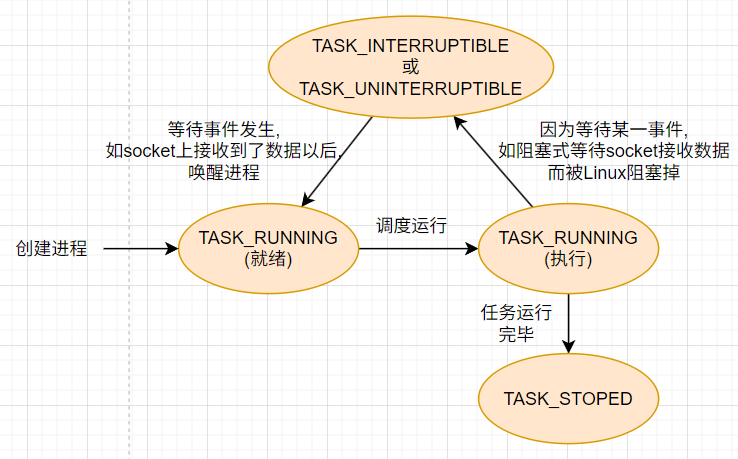 TASK_INTERRUPTIBLE
或
TASK_UNINTERRUPTIBLE
等待事件发生,
如socket上接收到了数据以后,
唤醒进程
因为等待某一事件,
如阻塞式等待socket接收数据
而被Linux阻塞掉
创建进程
TASK_RUNNING
(就绪)
调度运行
TASK_RUNNING
(执行)
任务运行
完毕
TASK_STOPED